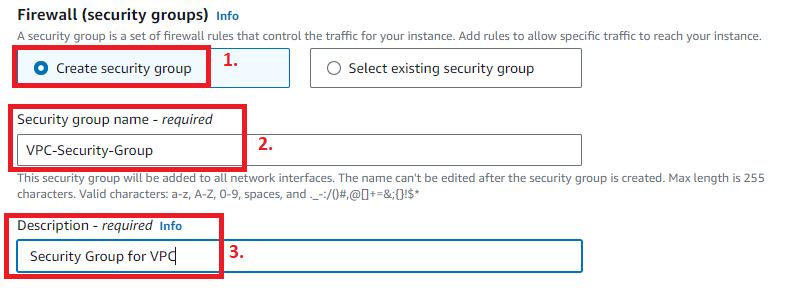 Firewall (security groups) Info
A security group is a set of firewall rules that control the traffic for your instance. Add rules to allow specific traffic to reach your instance.
Create security group 1. Select existing security group
Security group name - required
VPC-Security-Group 2.
This security group will be added to all network interfaces. The name can't be edited after the security group is created. Max length is 255
characters. Valid characters: a-z, A-Z, 0-9, spaces, and ._-:/()#,@[]+=&;{}!$*
Description - required Info
Security Group for VPC 3.